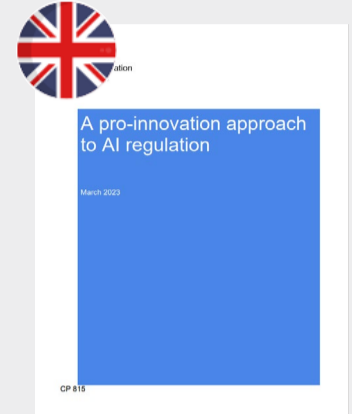 ation
A pro-innovation approach
to AI regulation
March 2023
CP 815